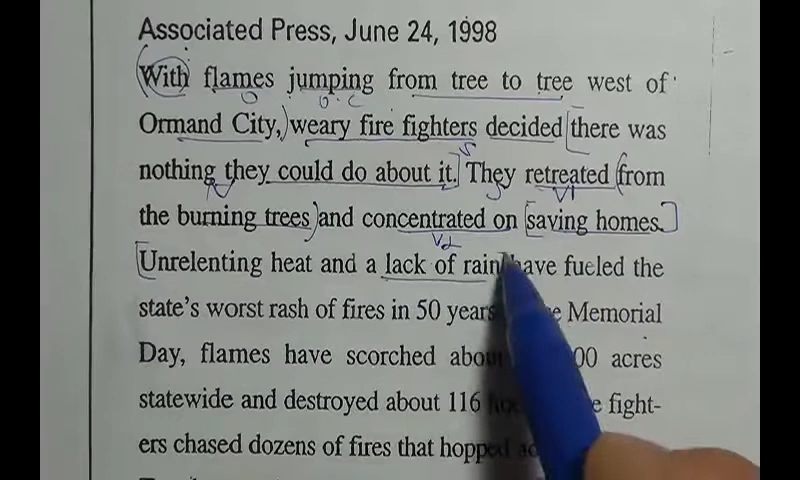 Associated Press, June 24, 1998
With flames jumping from tree to tree west of
O O.C
Ormand City, weary fire fighters decided there was
S
nothing they could do about it. They retreated from
S V1
the burning trees and concentrated on saving homes.
V2
Unrelenting heat and a lack of rain have fueled the
state's worst rash of fires in 50 years Memorial
Day, flames have scorched 00 acres
statewide and destroyed about 116 fight-
ers chased dozens of fires that hopped